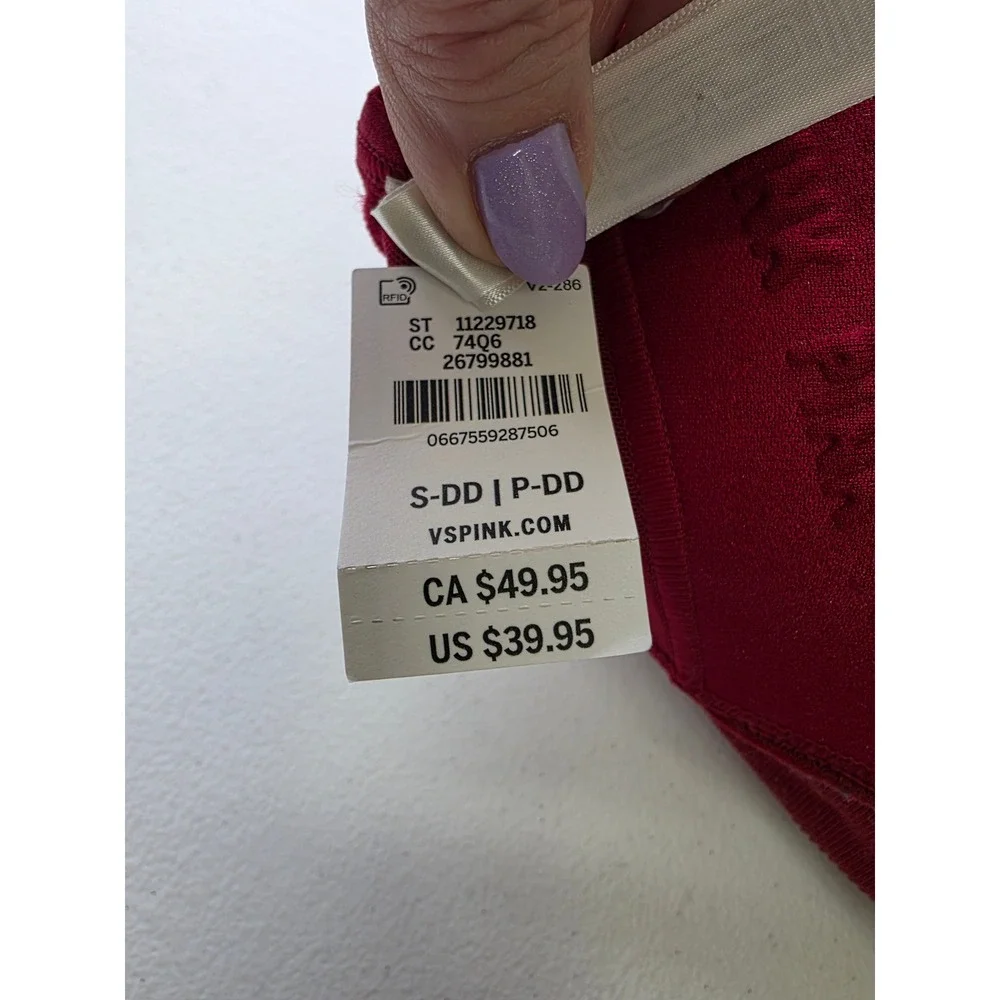 RFID
V2-286
ST 11229718
CC 74Q6
26799881
0667559287506
S-DD | P-DD
VSPINK.COM
CA $49.95
US $39.95